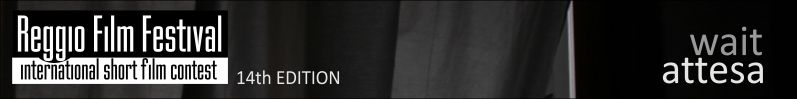 Reggio Film Festival
international short film contest
14th EDITION
wait
attesa